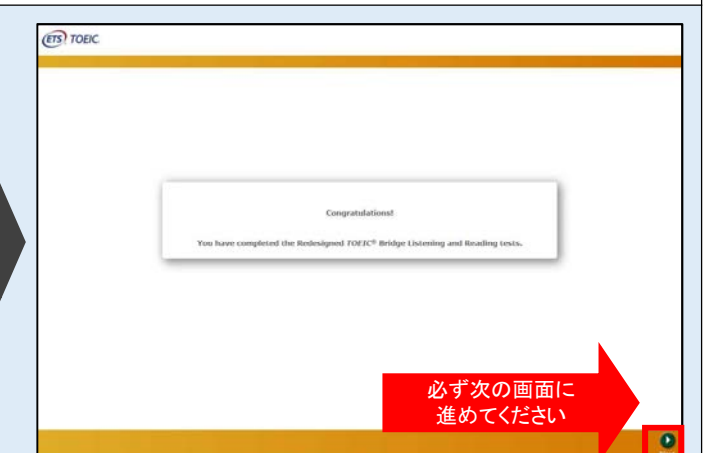 ETS TOEIC
Congratulations!
You have completed the Redesigned TOEIC® Bridge Listening and Reading tests.
必ず次の画面に
進めてください